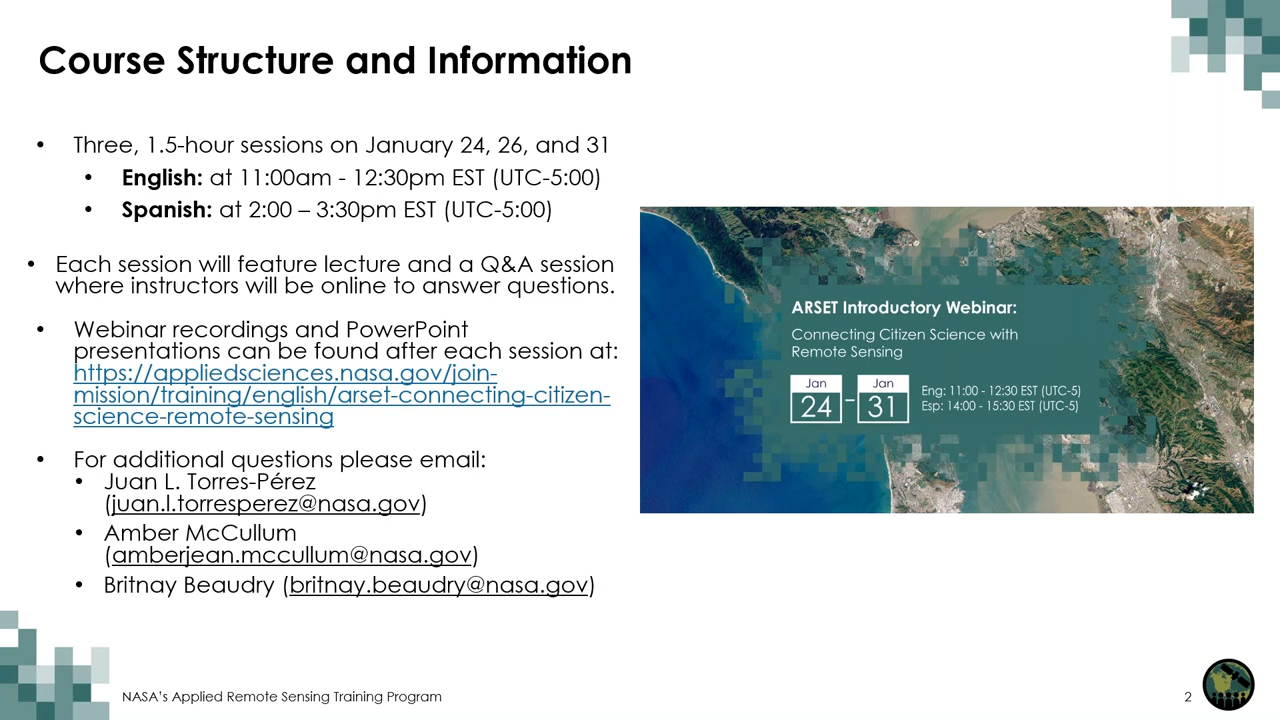 Course Structure and Information
• Three, 1.5-hour sessions on January 24, 26, and 31
• English: at 11:00am - 12:30pm EST (UTC-5:00)
• Spanish: at 2:00 – 3:30pm EST (UTC-5:00)
• Each session will feature lecture and a Q&A session
where instructors will be online to answer questions.
• Webinar recordings and PowerPoint
presentations can be found after each session at:
https://appliedsciences.nasa.gov/join-
mission/training/english/arset-connecting-citizen-
science-remote-sensing
• For additional questions please email:
• Juan L. Torres-Pérez
(juan.l.torresperez@nasa.gov)
• Amber McCullum
(amberjean.mccullum@nasa.gov)
• Britnay Beaudry (britnay.beaudry@nasa.gov)
ARSET Introductory Webinar:
Connecting Citizen Science with
Remote Sensing
Jan Jan
24 – 31
Eng: 11:00 - 12:30 EST (UTC-5)
Esp: 14:00 - 15:30 EST (UTC-5)
NASA's Applied Remote Sensing Training Program
2